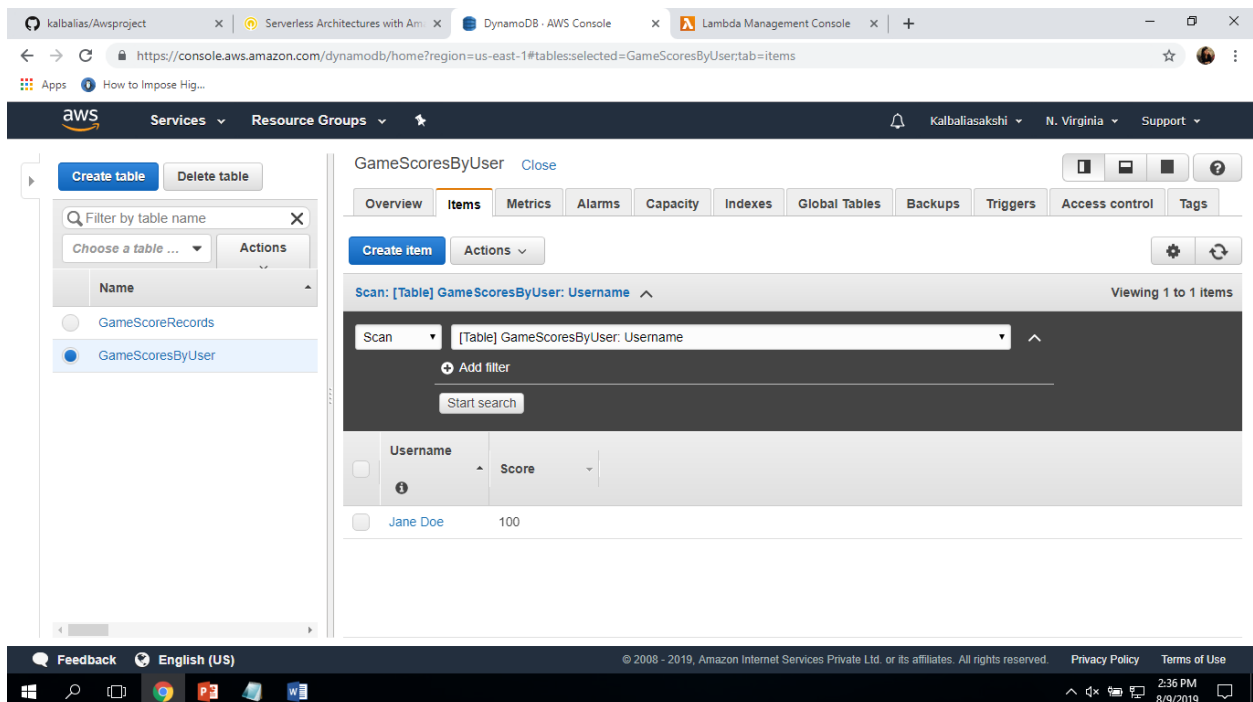 kalbalias/Awsproject × Serverless Architectures with Am × DynamoDB · AWS Console × Lambda Management Console × +
https://console.aws.amazon.com/dynamodb/home?region=us-east-1#tables:selected=GameScoresByUser;tab=items
Apps How to Impose Hig...
aws Services Resource Groups Kalbaliasakshi N. Virginia Support
Create table Delete table
Filter by table name
Choose a table ... Actions
Name
GameScoreRecords
GameScoresByUser
GameScoresByUser Close
Overview Items Metrics Alarms Capacity Indexes Global Tables Backups Triggers Access control Tags
Create item Actions
Scan: [Table] GameScoresByUser: Username Viewing 1 to 1 items
Scan [Table] GameScoresByUser: Username
Add filter
Start search
Username Score
Jane Doe 100
Feedback English (US) © 2008 - 2019, Amazon Internet Services Private Ltd. or its affiliates. All rights reserved. Privacy Policy Terms of Use
2:36 PM
8/9/2019